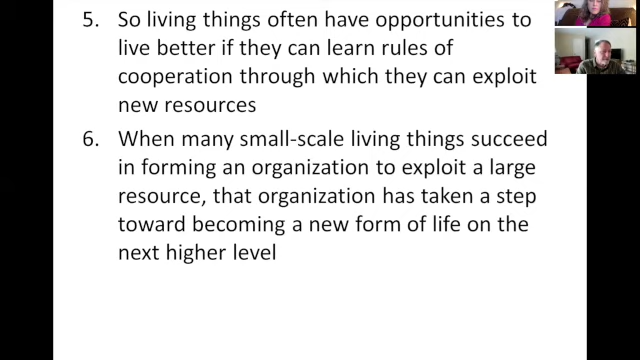 5. So living things often have opportunities to
live better if they can learn rules of
cooperation through which they can exploit
new resources
6. When many small-scale living things succeed
in forming an organization to exploit a large
resource, that organization has taken a step
toward becoming a new form of life on the
next higher level